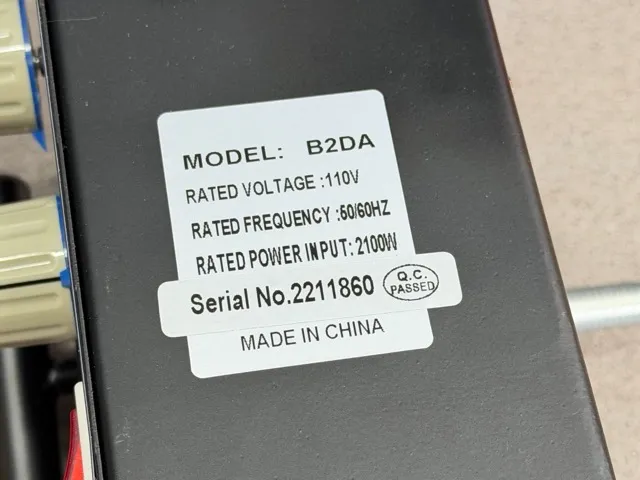 MODEL: B2DA
RATED VOLTAGE :110V
RATED FREQUENCY :50/60HZ
RATED POWER INPUT: 2100W
Serial No.2211860
Q.C.
PASSED
MADE IN CHINA